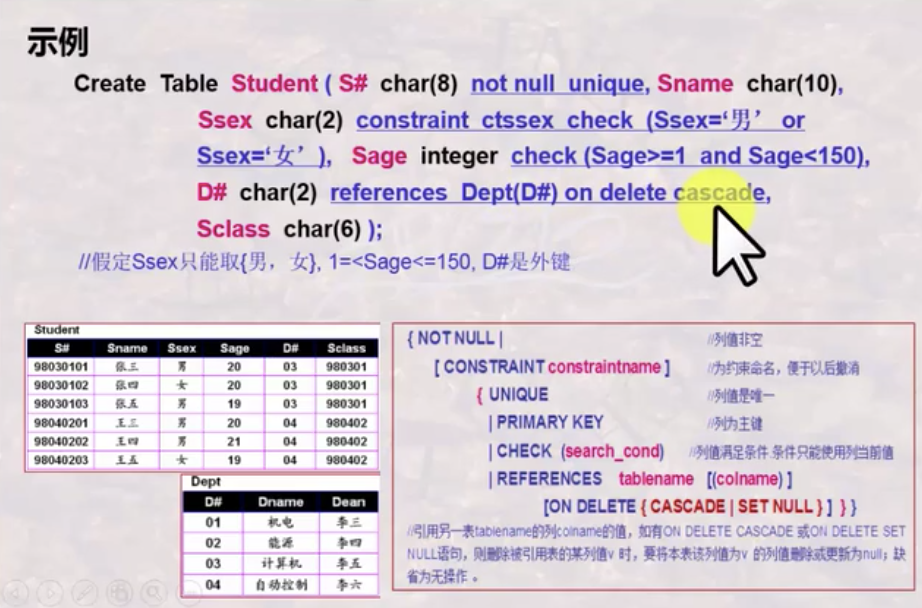 示例
Create Table Student ( S# char(8) not null unique, Sname char(10),
Ssex char(2) constraint ctssex check (Ssex=‘男’ or
Ssex=‘女’), Sage integer check (Sage>=1 and Sage<150),
D# char(2) references Dept(D#) on delete cascade,
Sclass char(6) );
//假定Ssex只能取{男，女}, 1=<Sage<=150, D#是外键
Student
S# Sname Ssex Sage D# Sclass
98030101 张三 男 20 03 980301
98030102 张四 女 20 03 980301
98030103 张五 男 19 03 980301
98040201 王三 男 20 04 980402
98040202 王四 男 21 04 980402
98040203 王五 女 19 04 980402
Dept
D# Dname Dean
01 机电 李三
02 能源 李四
03 计算机 李五
04 自动控制 李六
{ NOT NULL | //列值非空
[ CONSTRAINT constraintname ] //为约束命名，便于以后撤消
{ UNIQUE //列值是唯一
| PRIMARY KEY //列为主键
| CHECK (search_cond) //列值满足条件,条件只能使用列当前值
| REFERENCES tablename [(colname) ]
[ON DELETE { CASCADE | SET NULL } ] } }
//引用另一表tablename的列colname的值，如有ON DELETE CASCADE 或ON DELETE SET
NULL语句，则删除被引用表的某列值v 时，要将本表该列值为v 的列值删除或更新为null；缺
省为无操作 。